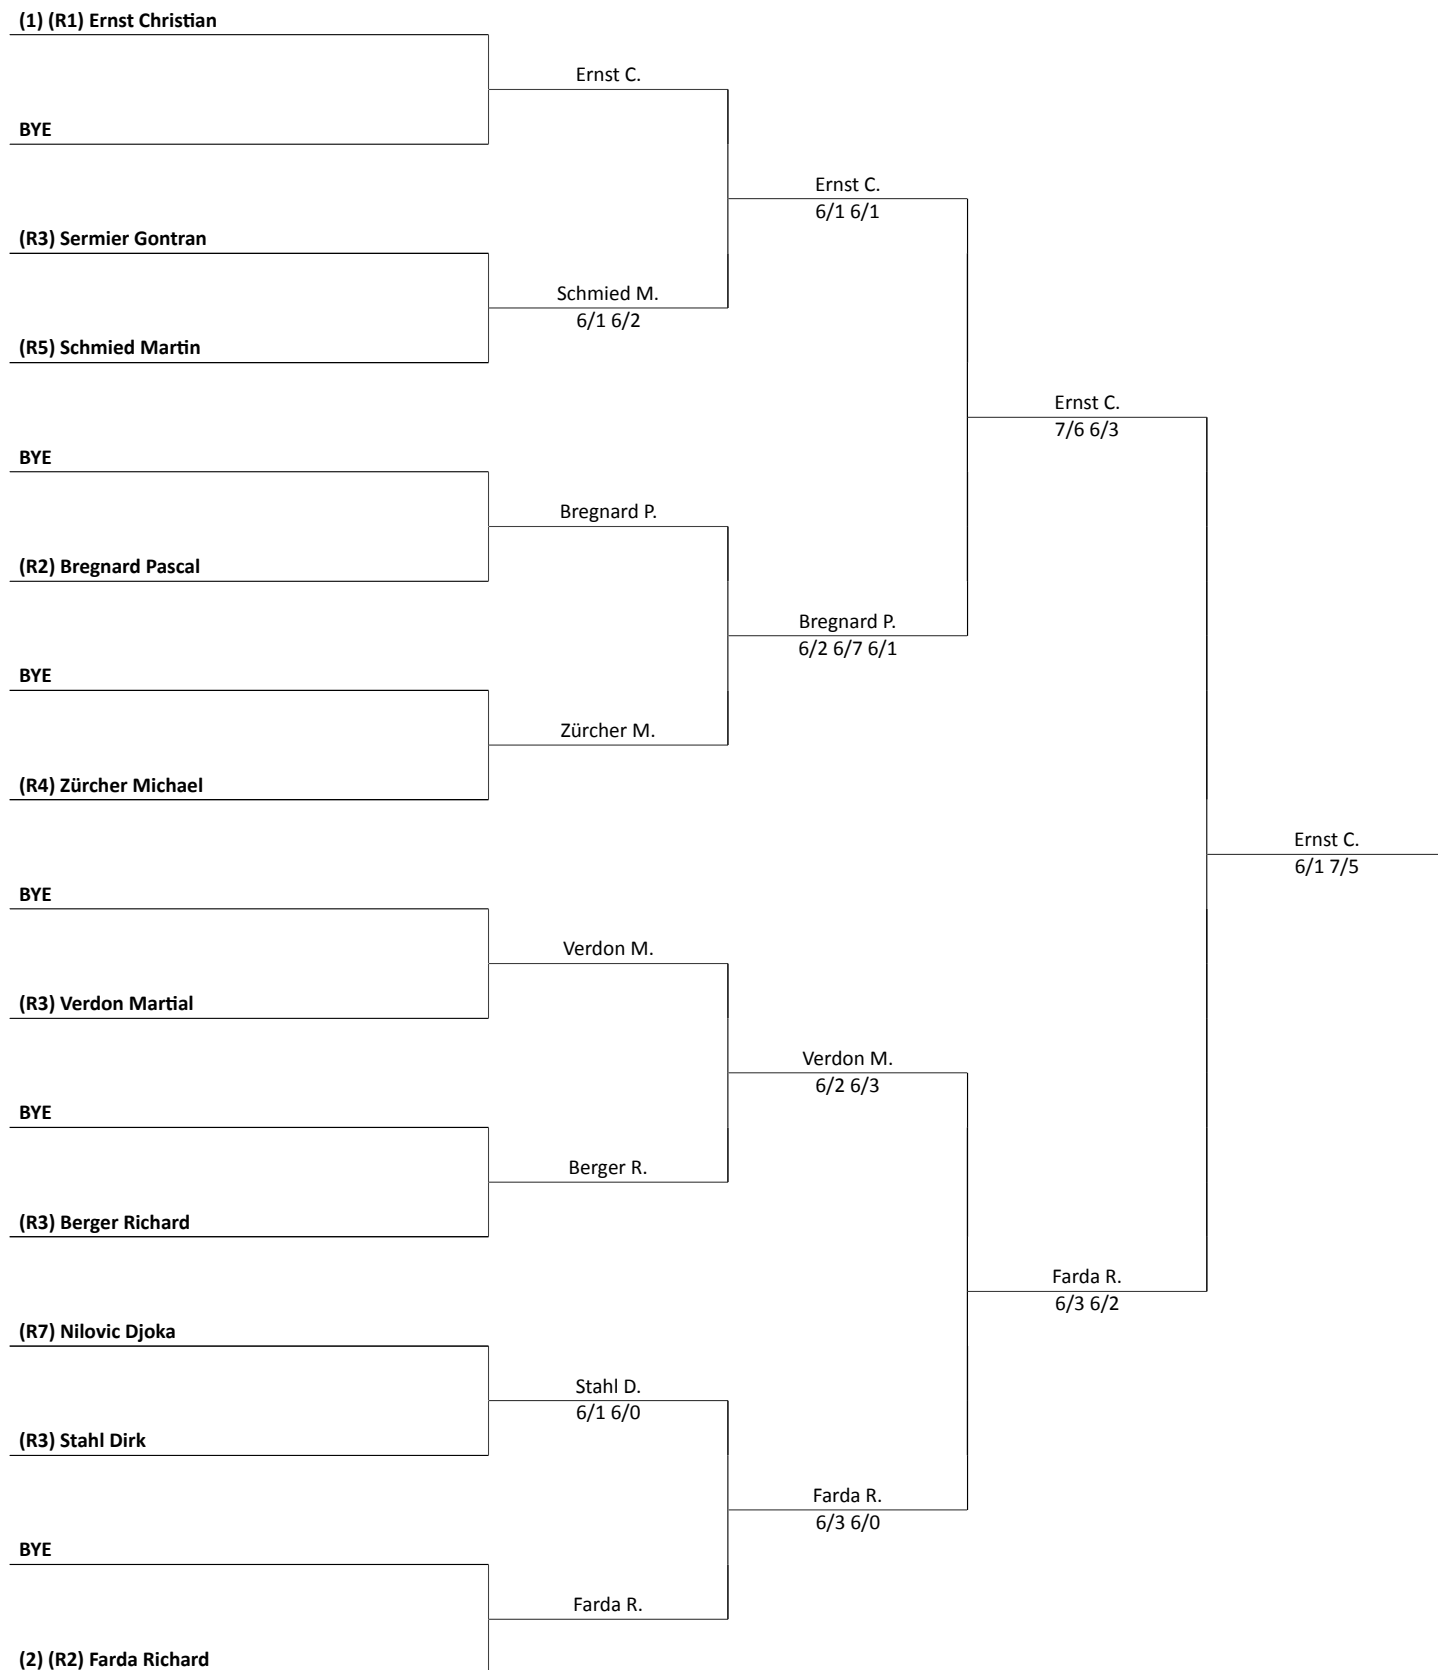 (1) (R1) Ernst Christian
Ernst C.
BYE
Ernst C.
6/1 6/1
(R3) Sermier Gontran
Schmied M.
6/1 6/2
(R5) Schmied Martin
Ernst C.
7/6 6/3
BYE
Bregnard P.
(R2) Bregnard Pascal
Bregnard P.
6/2 6/7 6/1
BYE
Zürcher M.
(R4) Zürcher Michael
Ernst C.
6/1 7/5
BYE
Verdon M.
(R3) Verdon Martial
Verdon M.
6/2 6/3
BYE
Berger R.
(R3) Berger Richard
Farda R.
6/3 6/2
(R7) Nilovic Djoka
Stahl D.
6/1 6/0
(R3) Stahl Dirk
Farda R.
6/3 6/0
BYE
Farda R.
(2) (R2) Farda Richard